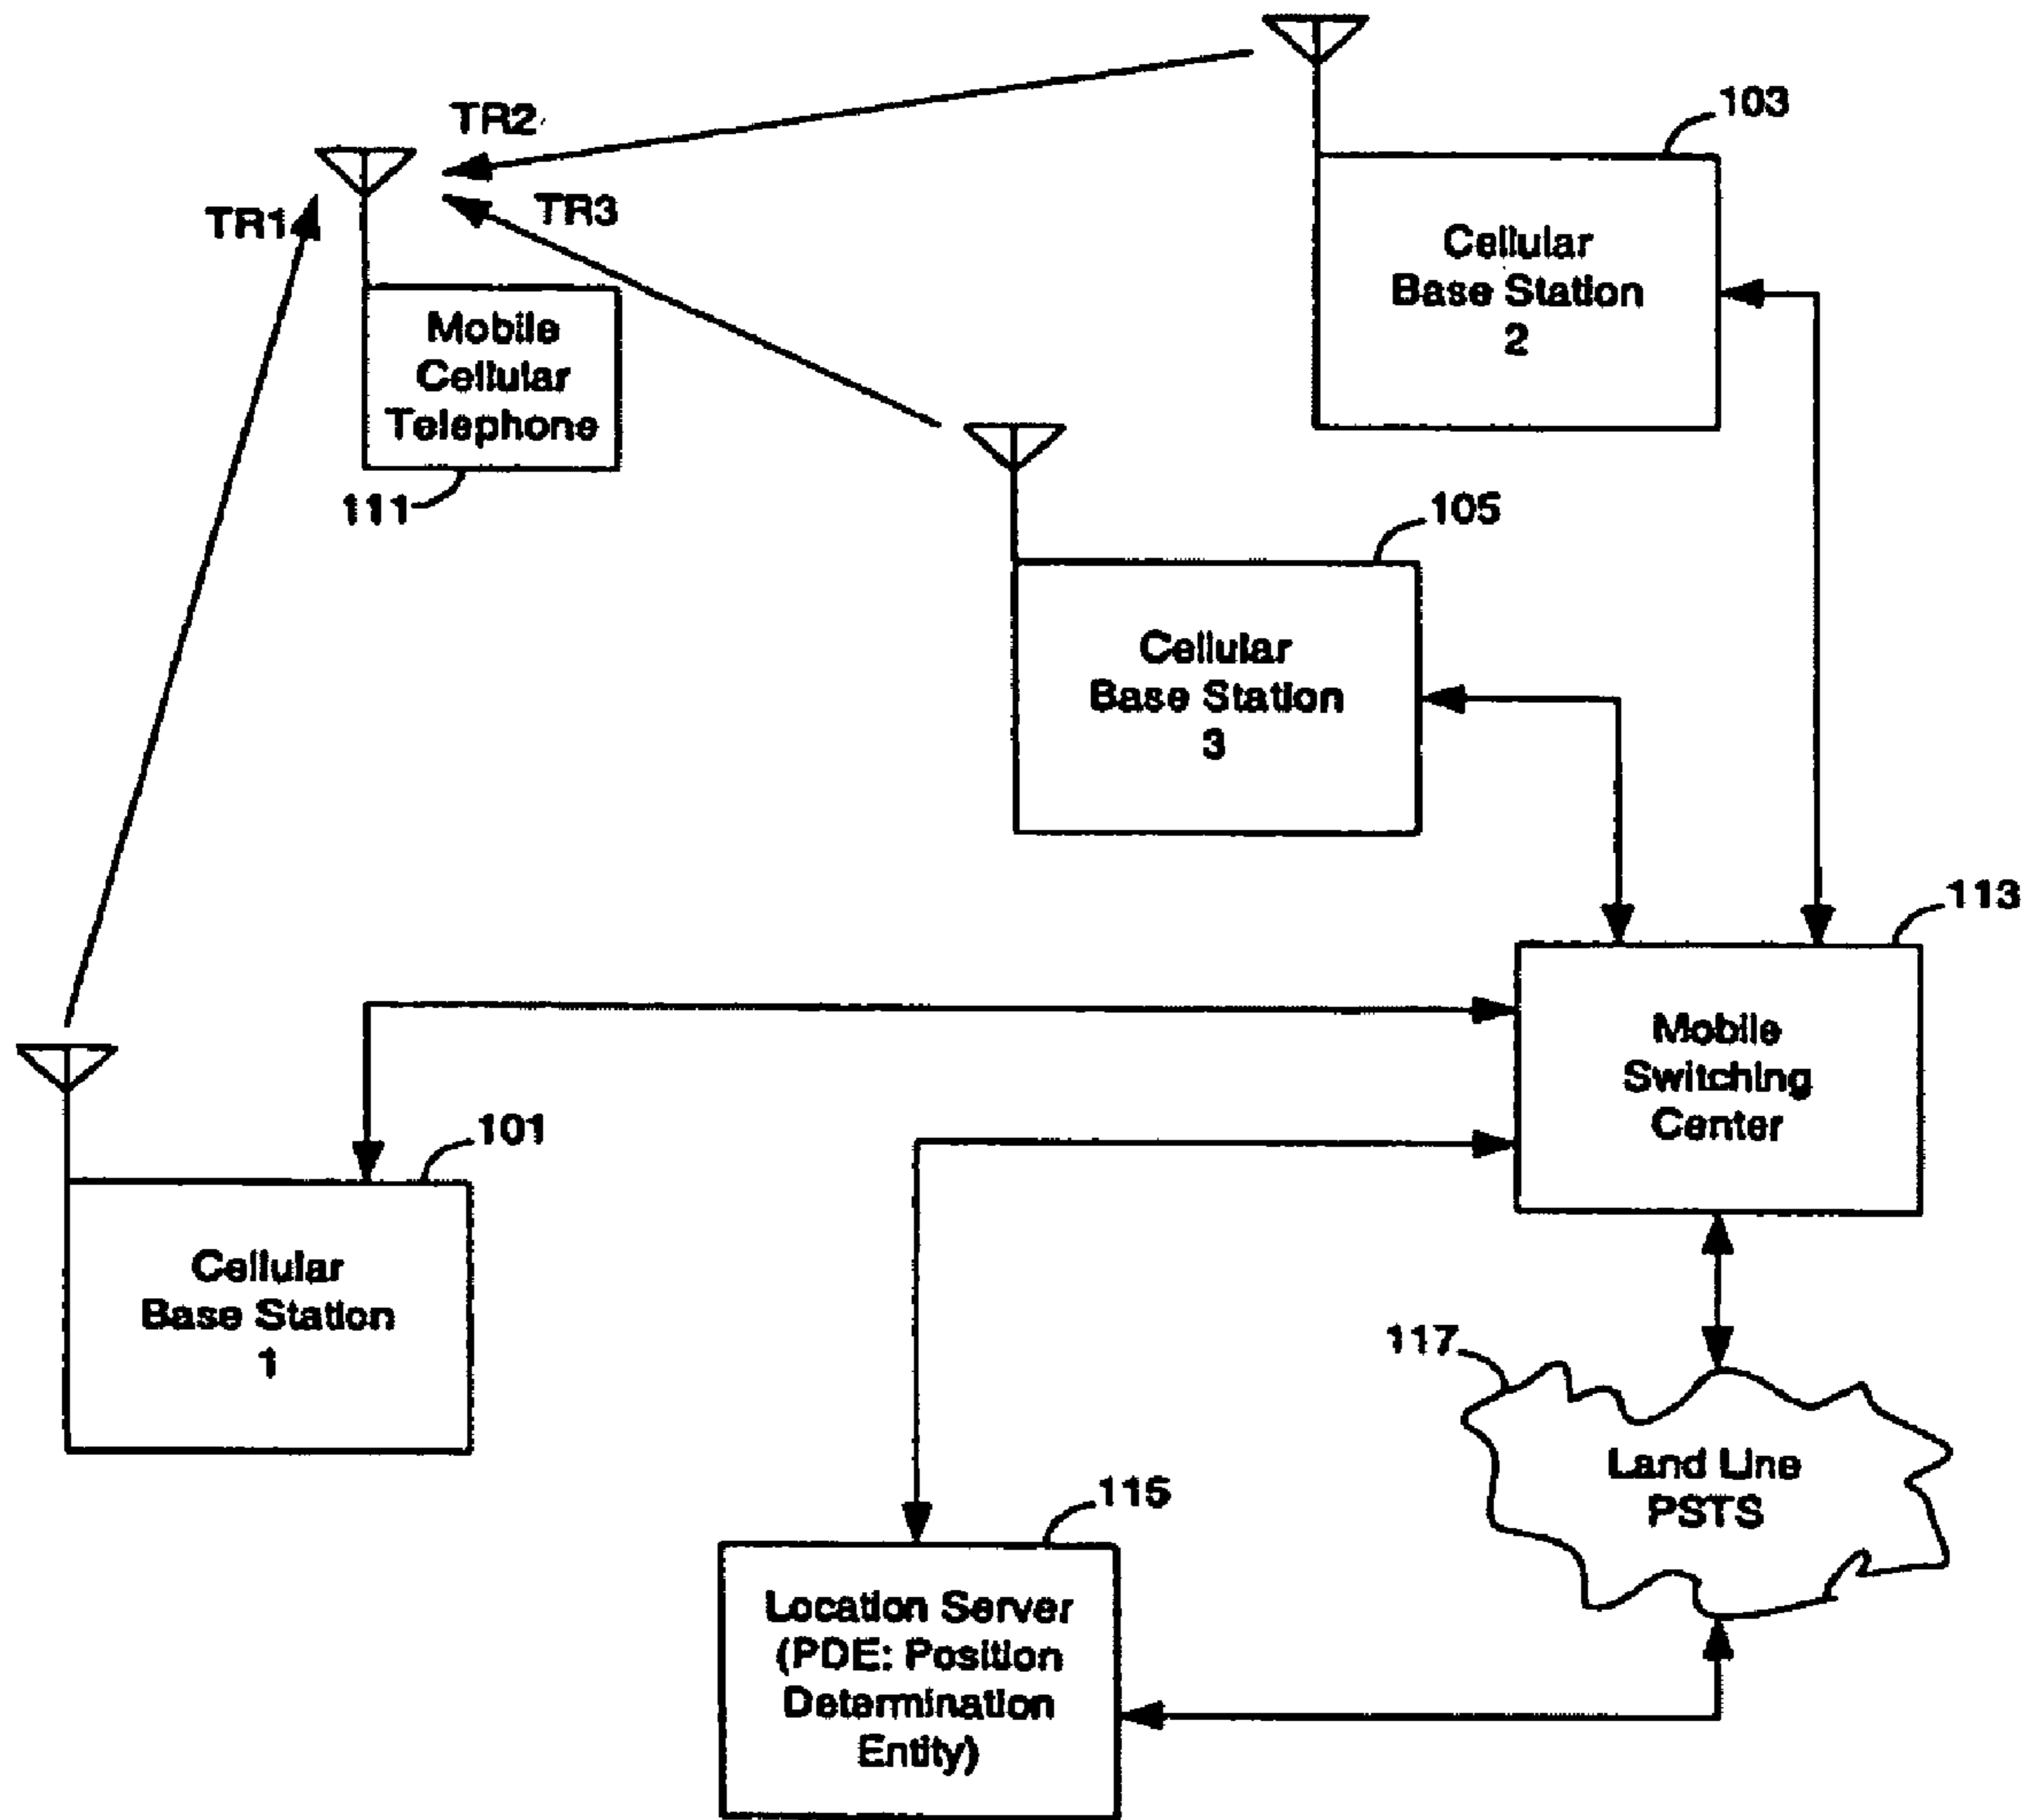 103
TR2
TR1
TR3
Cellular
Base Station
2
Mobile
Cellular
Telephone
111
105
Cellular
Base Station
3
113
Mobile
Switching
Center
101
Cellular
Base Station
1
117
Land Line
PSTS
115
Location Server
(PDE: Position
Determination
Entity)